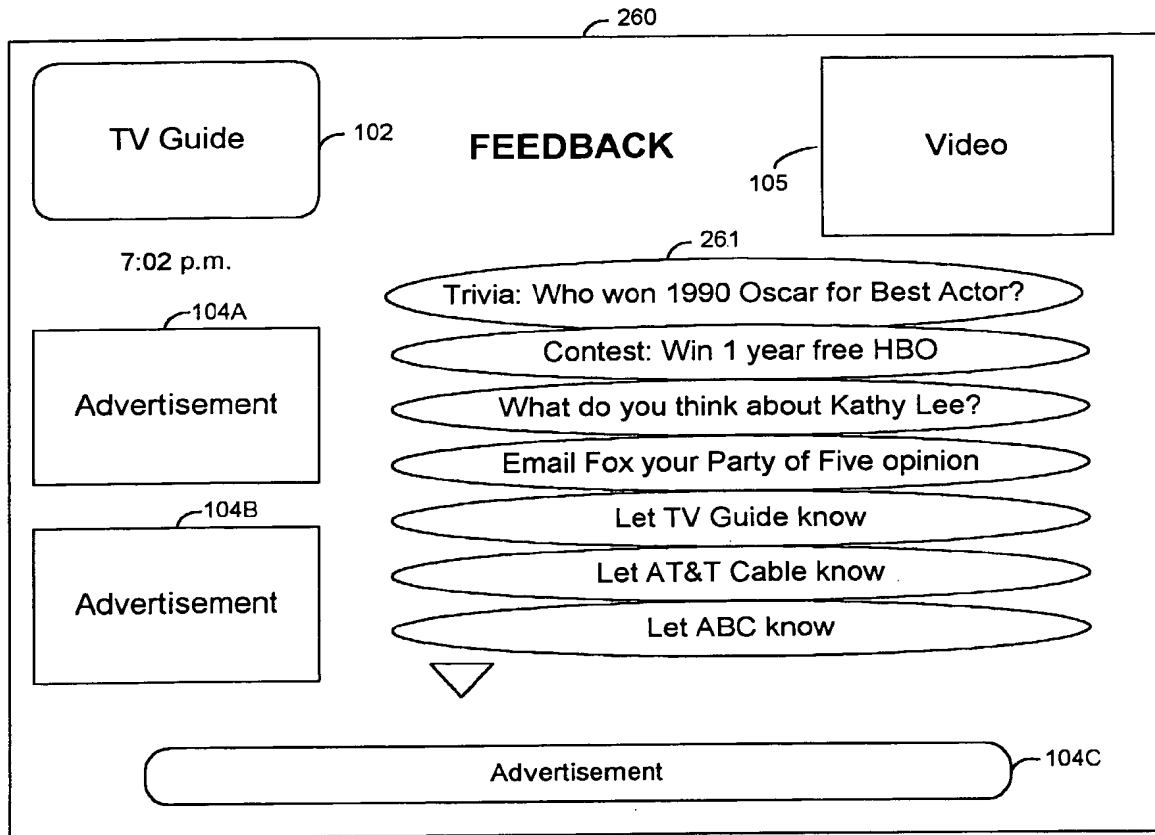 260
TV Guide
102
FEEDBACK
105
Video
7:02 p.m.
261
Trivia: Who won 1990 Oscar for Best Actor?
104A
Contest: Win 1 year free HBO
Advertisement
What do you think about Kathy Lee?
Email Fox your Party of Five opinion
104B
Let TV Guide know
Advertisement
Let AT&T Cable know
Let ABC know
Advertisement
104C